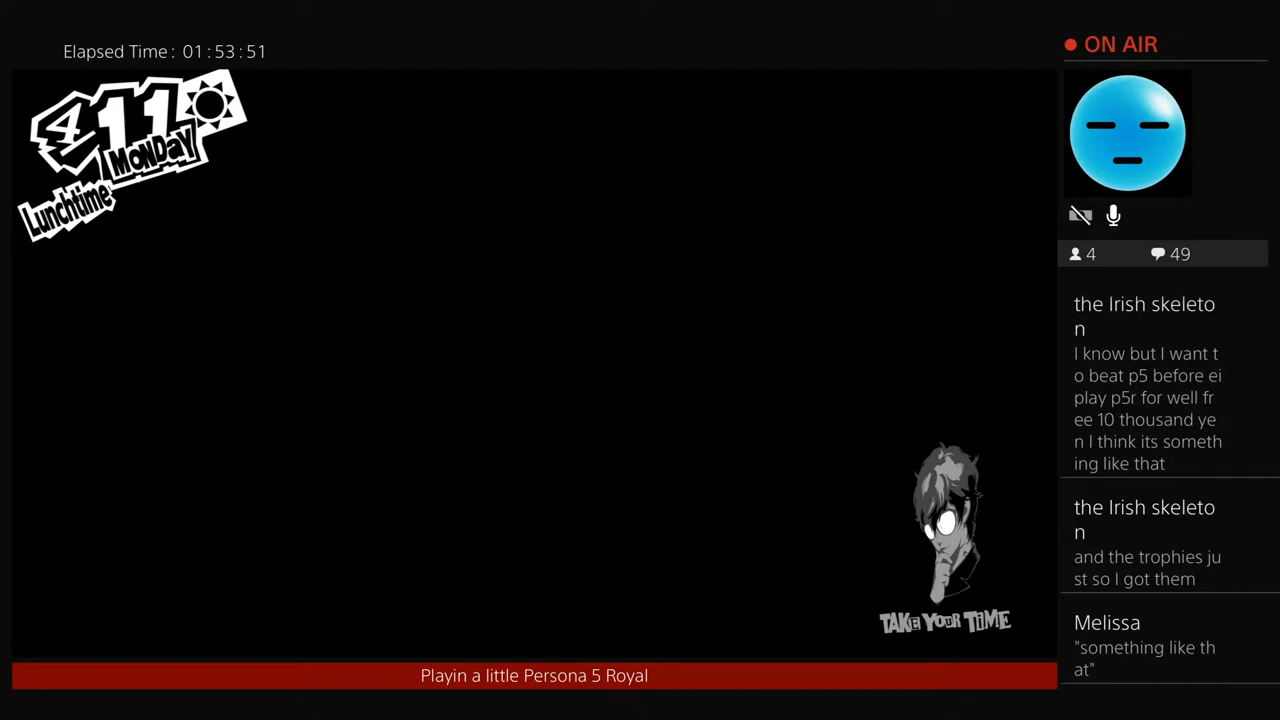 Elapsed Time: 01:53:51
ON AIR
4/11
MONDAY
Lunchtime
4
49
the Irish skeleto
n
I know but I want t
o beat p5 before ei
play p5r for well fr
ee 10 thousand ye
n I think its someth
ing like that
the Irish skeleto
n
and the trophies ju
st so I got them
Melissa
"something like th
at"
TAKE YOUR TIME
Playin a little Persona 5 Royal